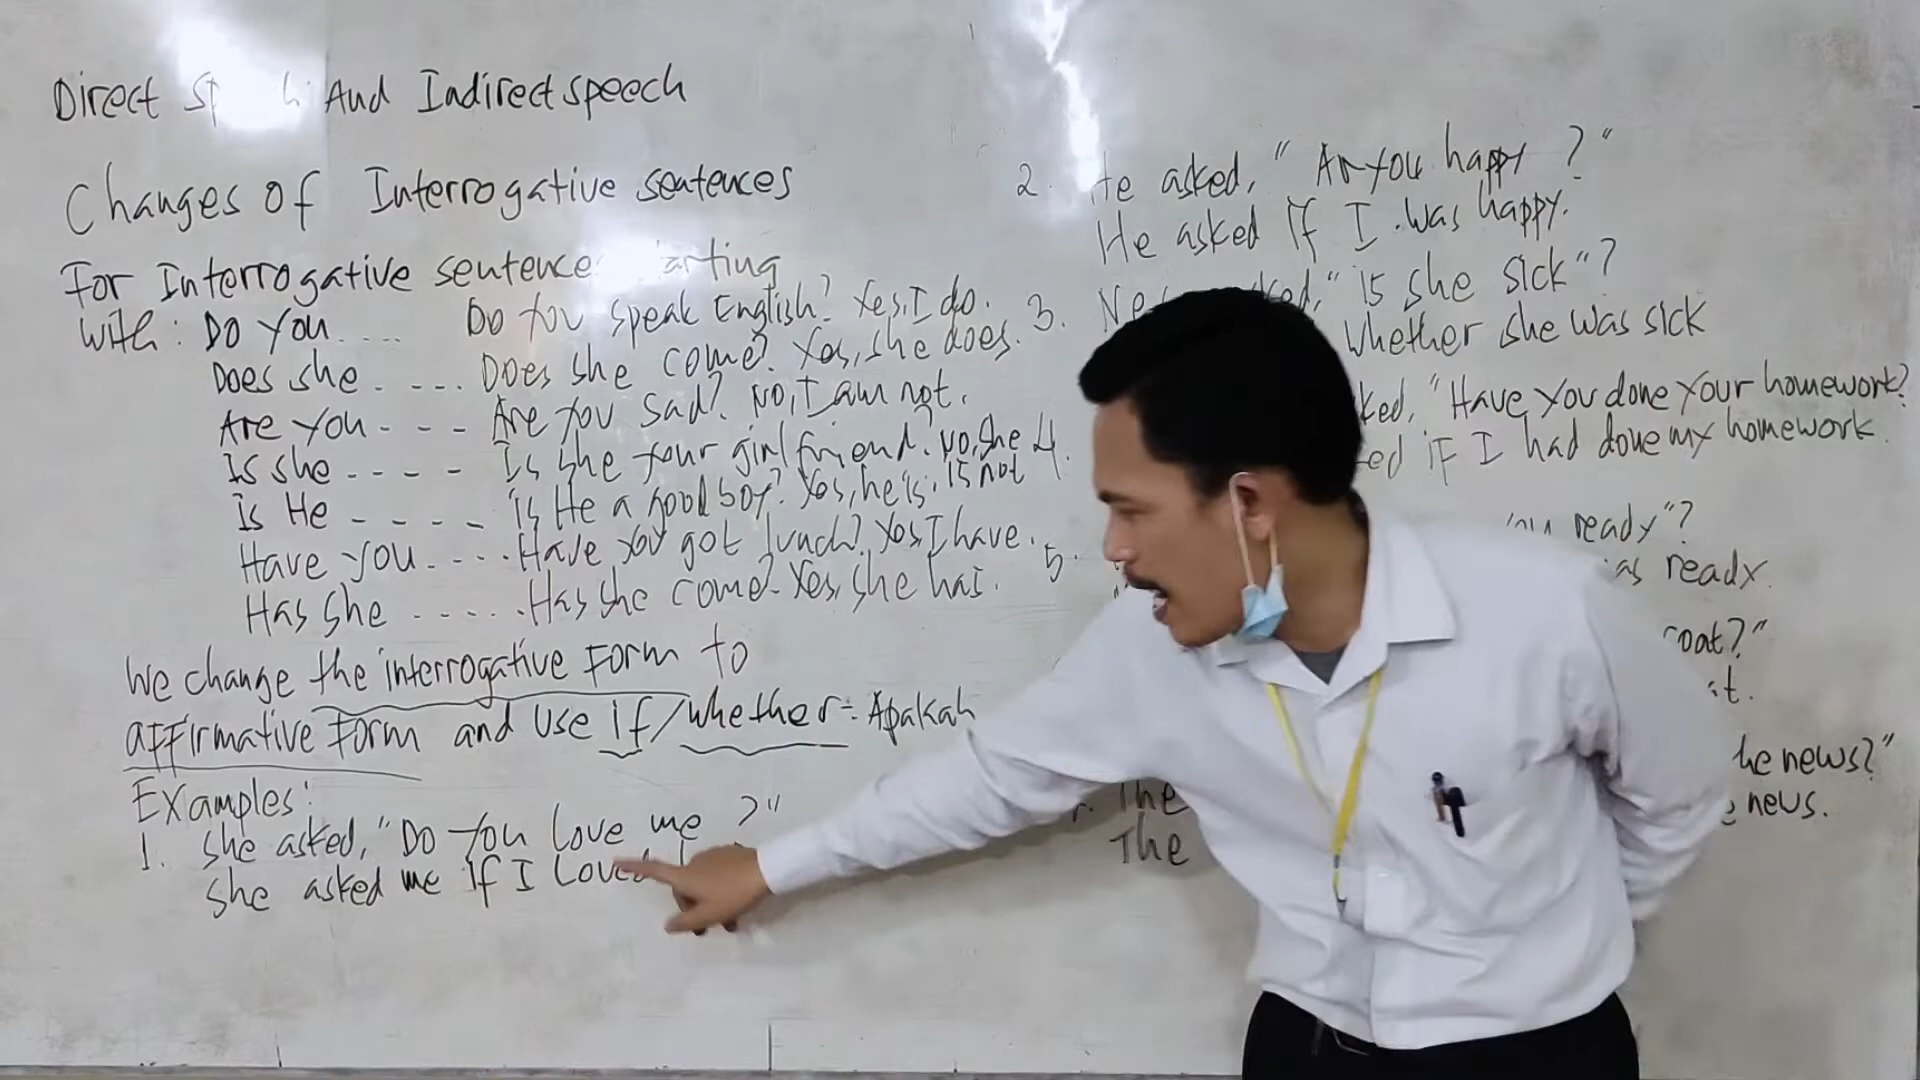 Direct And Indirect speech
Changes OF Interrogative sentences
For Interrogative sentence
With: Do You .... Do You speak English? Yes, I do.
Does she .... Does she come? Yes, she does.
Are you - - - Are You Sad? No, I am not.
Is she - - - - Is She Your girlfriend? No, she
is not
Is He - - - - - is He a good boy? Yes, he is.
Have you .... Have you got lunch? Yes I have.
Has she ..... Has she come? Yes, she has.
We change the interrogative Form to
affirmative Form and use if/whether = Apakah
Examples:
1. She asked, "Do You Love me ?"
She asked me if I Loved
2. He asked, "Ar you happy ?"
He asked if I was happy.
3. "is she sick"?
Whether she was sick
4. "Have You done Your homework?
if I had done my homework.
5. ready"?
ready.
The he news?"
The news.